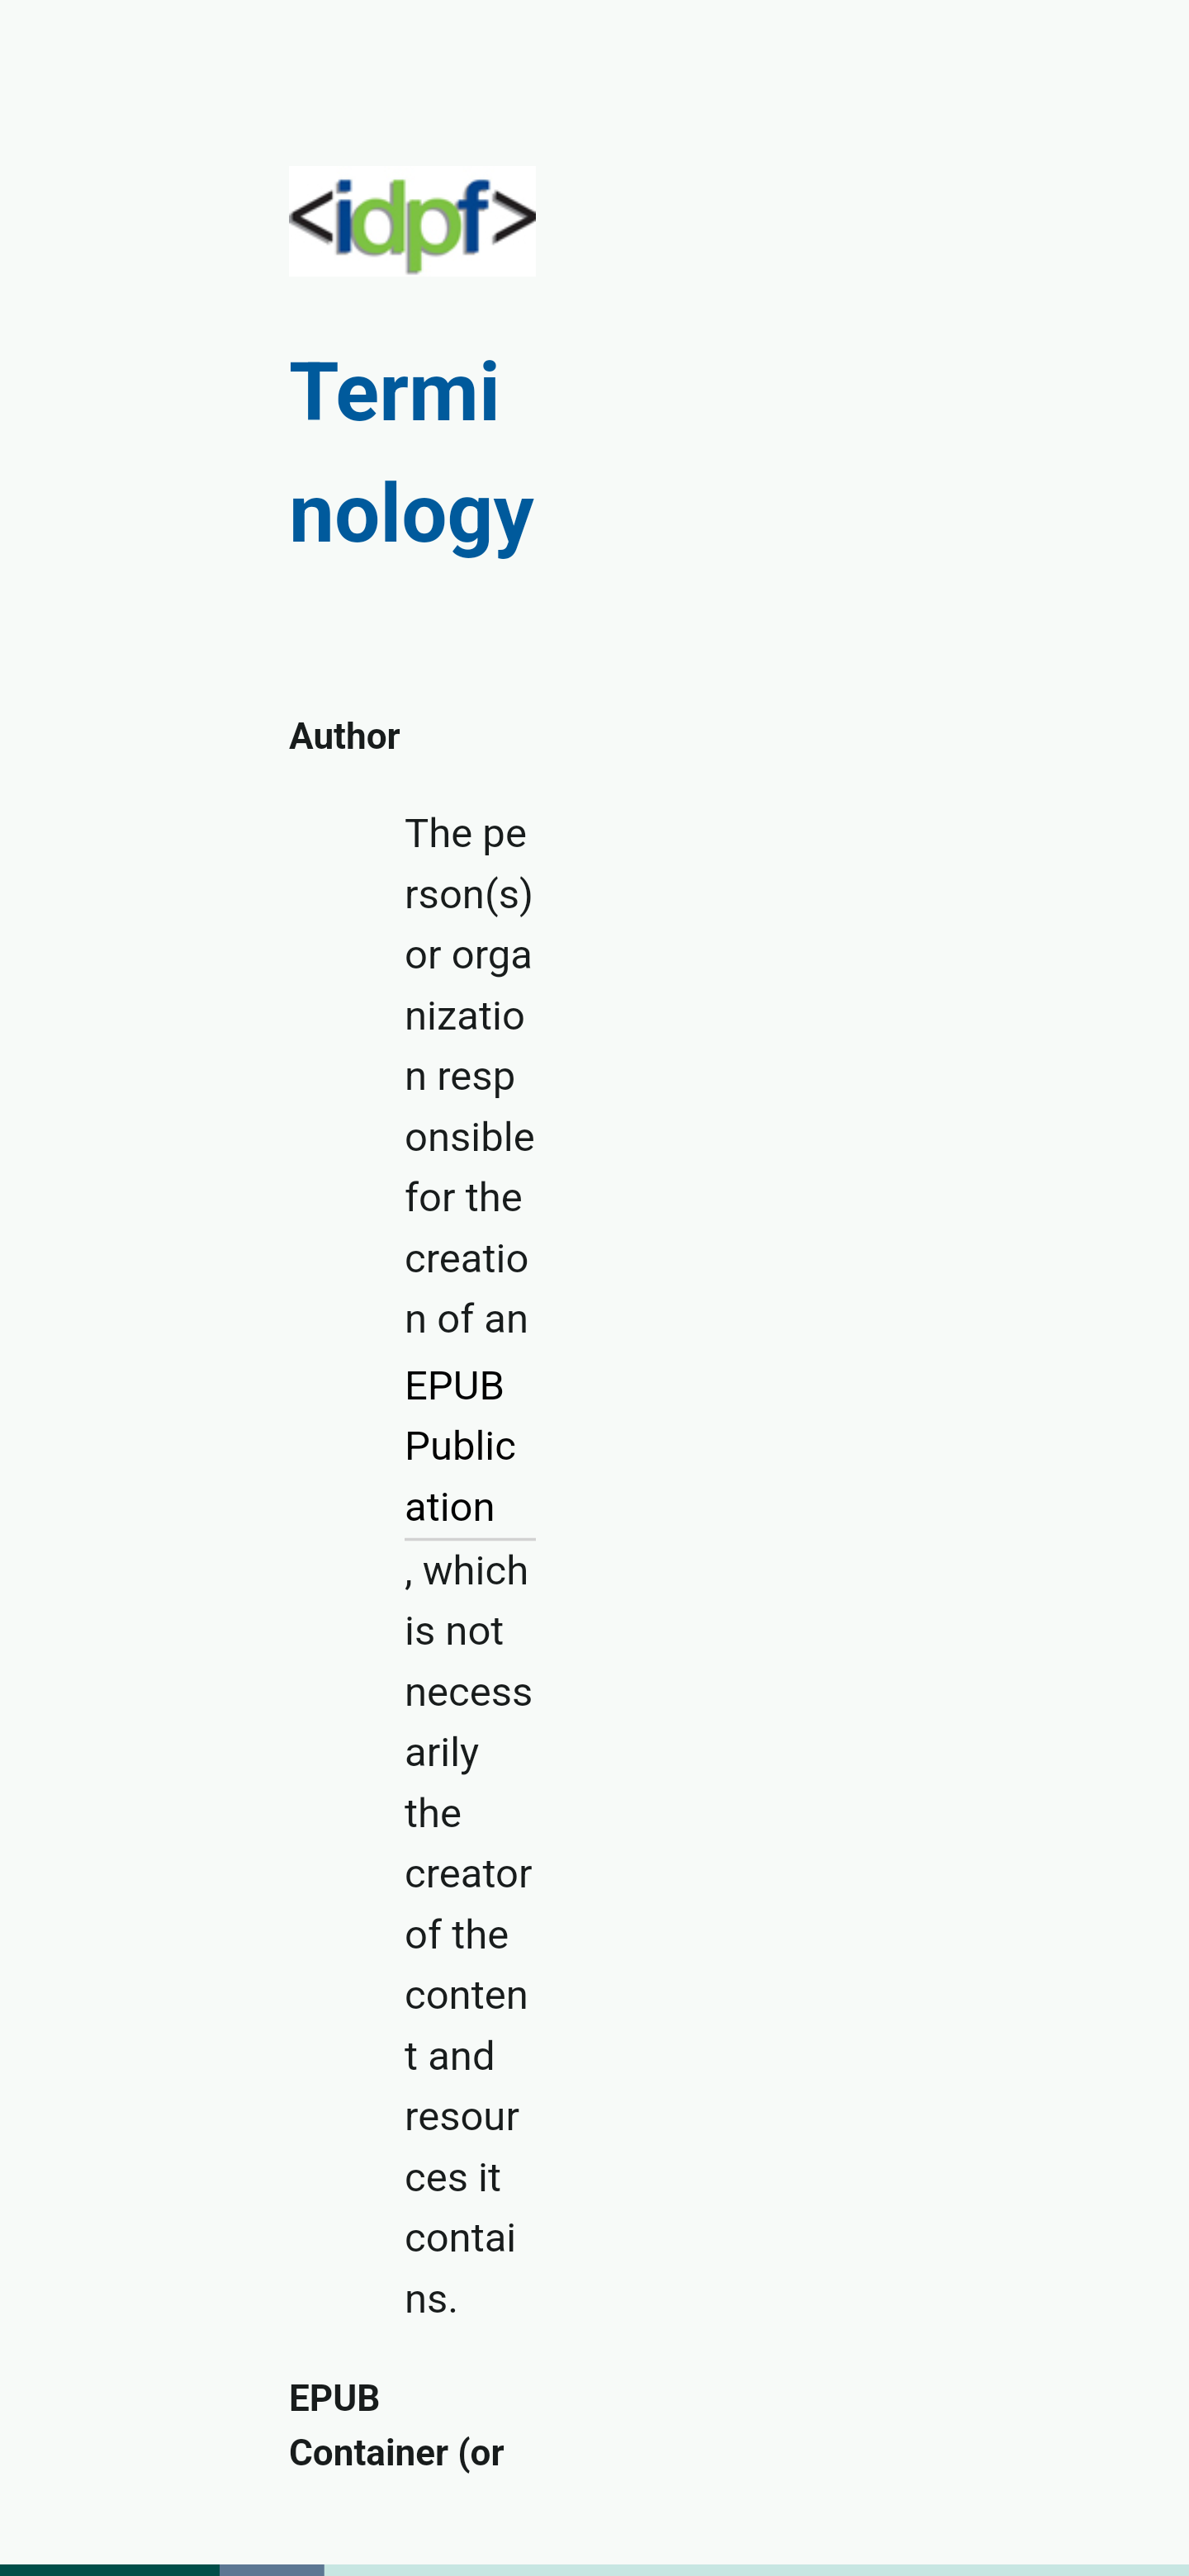 <idpf>
Termi
nology
Author
The pe
rson(s)
or orga
nizatio
n resp
onsible
for the
creatio
n of an
EPUB
Public
ation
, which
is not
necess
arily
the
creator
of the
conten
t and
resour
ces it
contai
ns.
EPUB
Container (or